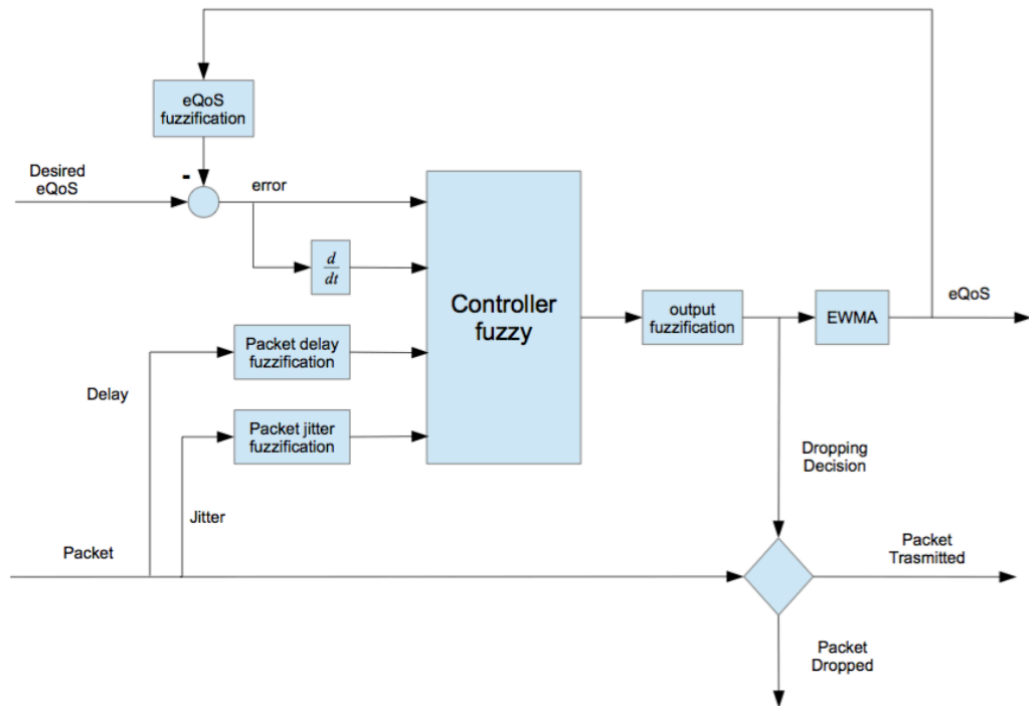 eQoS
fuzzification
Desired
eQoS
-
error
d
dt
Controller
fuzzy
output
fuzzification
EWMA
eQoS
Packet delay
fuzzification
Delay
Packet jitter
fuzzification
Jitter
Dropping
Decision
Packet
Packet
Trasmitted
Packet
Dropped